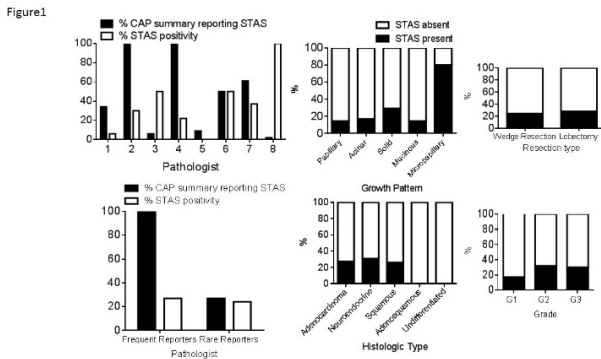 Figure1
% CAP summary reporting STAS
% STAS positivity
100
80
60
40
20
0
1 2 3 4 5 6 7 8
Pathologist
STAS absent
STAS present
%
100
80
60
40
20
0
Papillary
Acinar
Solid
Mucinous
Micropapillary
Growth Pattern
%
100
80
60
40
20
0
Wedge Resection Lobectomy
Resection type
% CAP summary reporting STAS
% STAS positivity
100
80
60
40
20
0
Frequent Reporters Rare Reporters
Pathologist
%
100
80
60
40
20
0
Adenocarcinoma
Neuroendocrine
Squamous
Adenosquamous
Undifferentiated
Histologic Type
%
100
80
60
40
20
0
G1 G2 G3
Grade